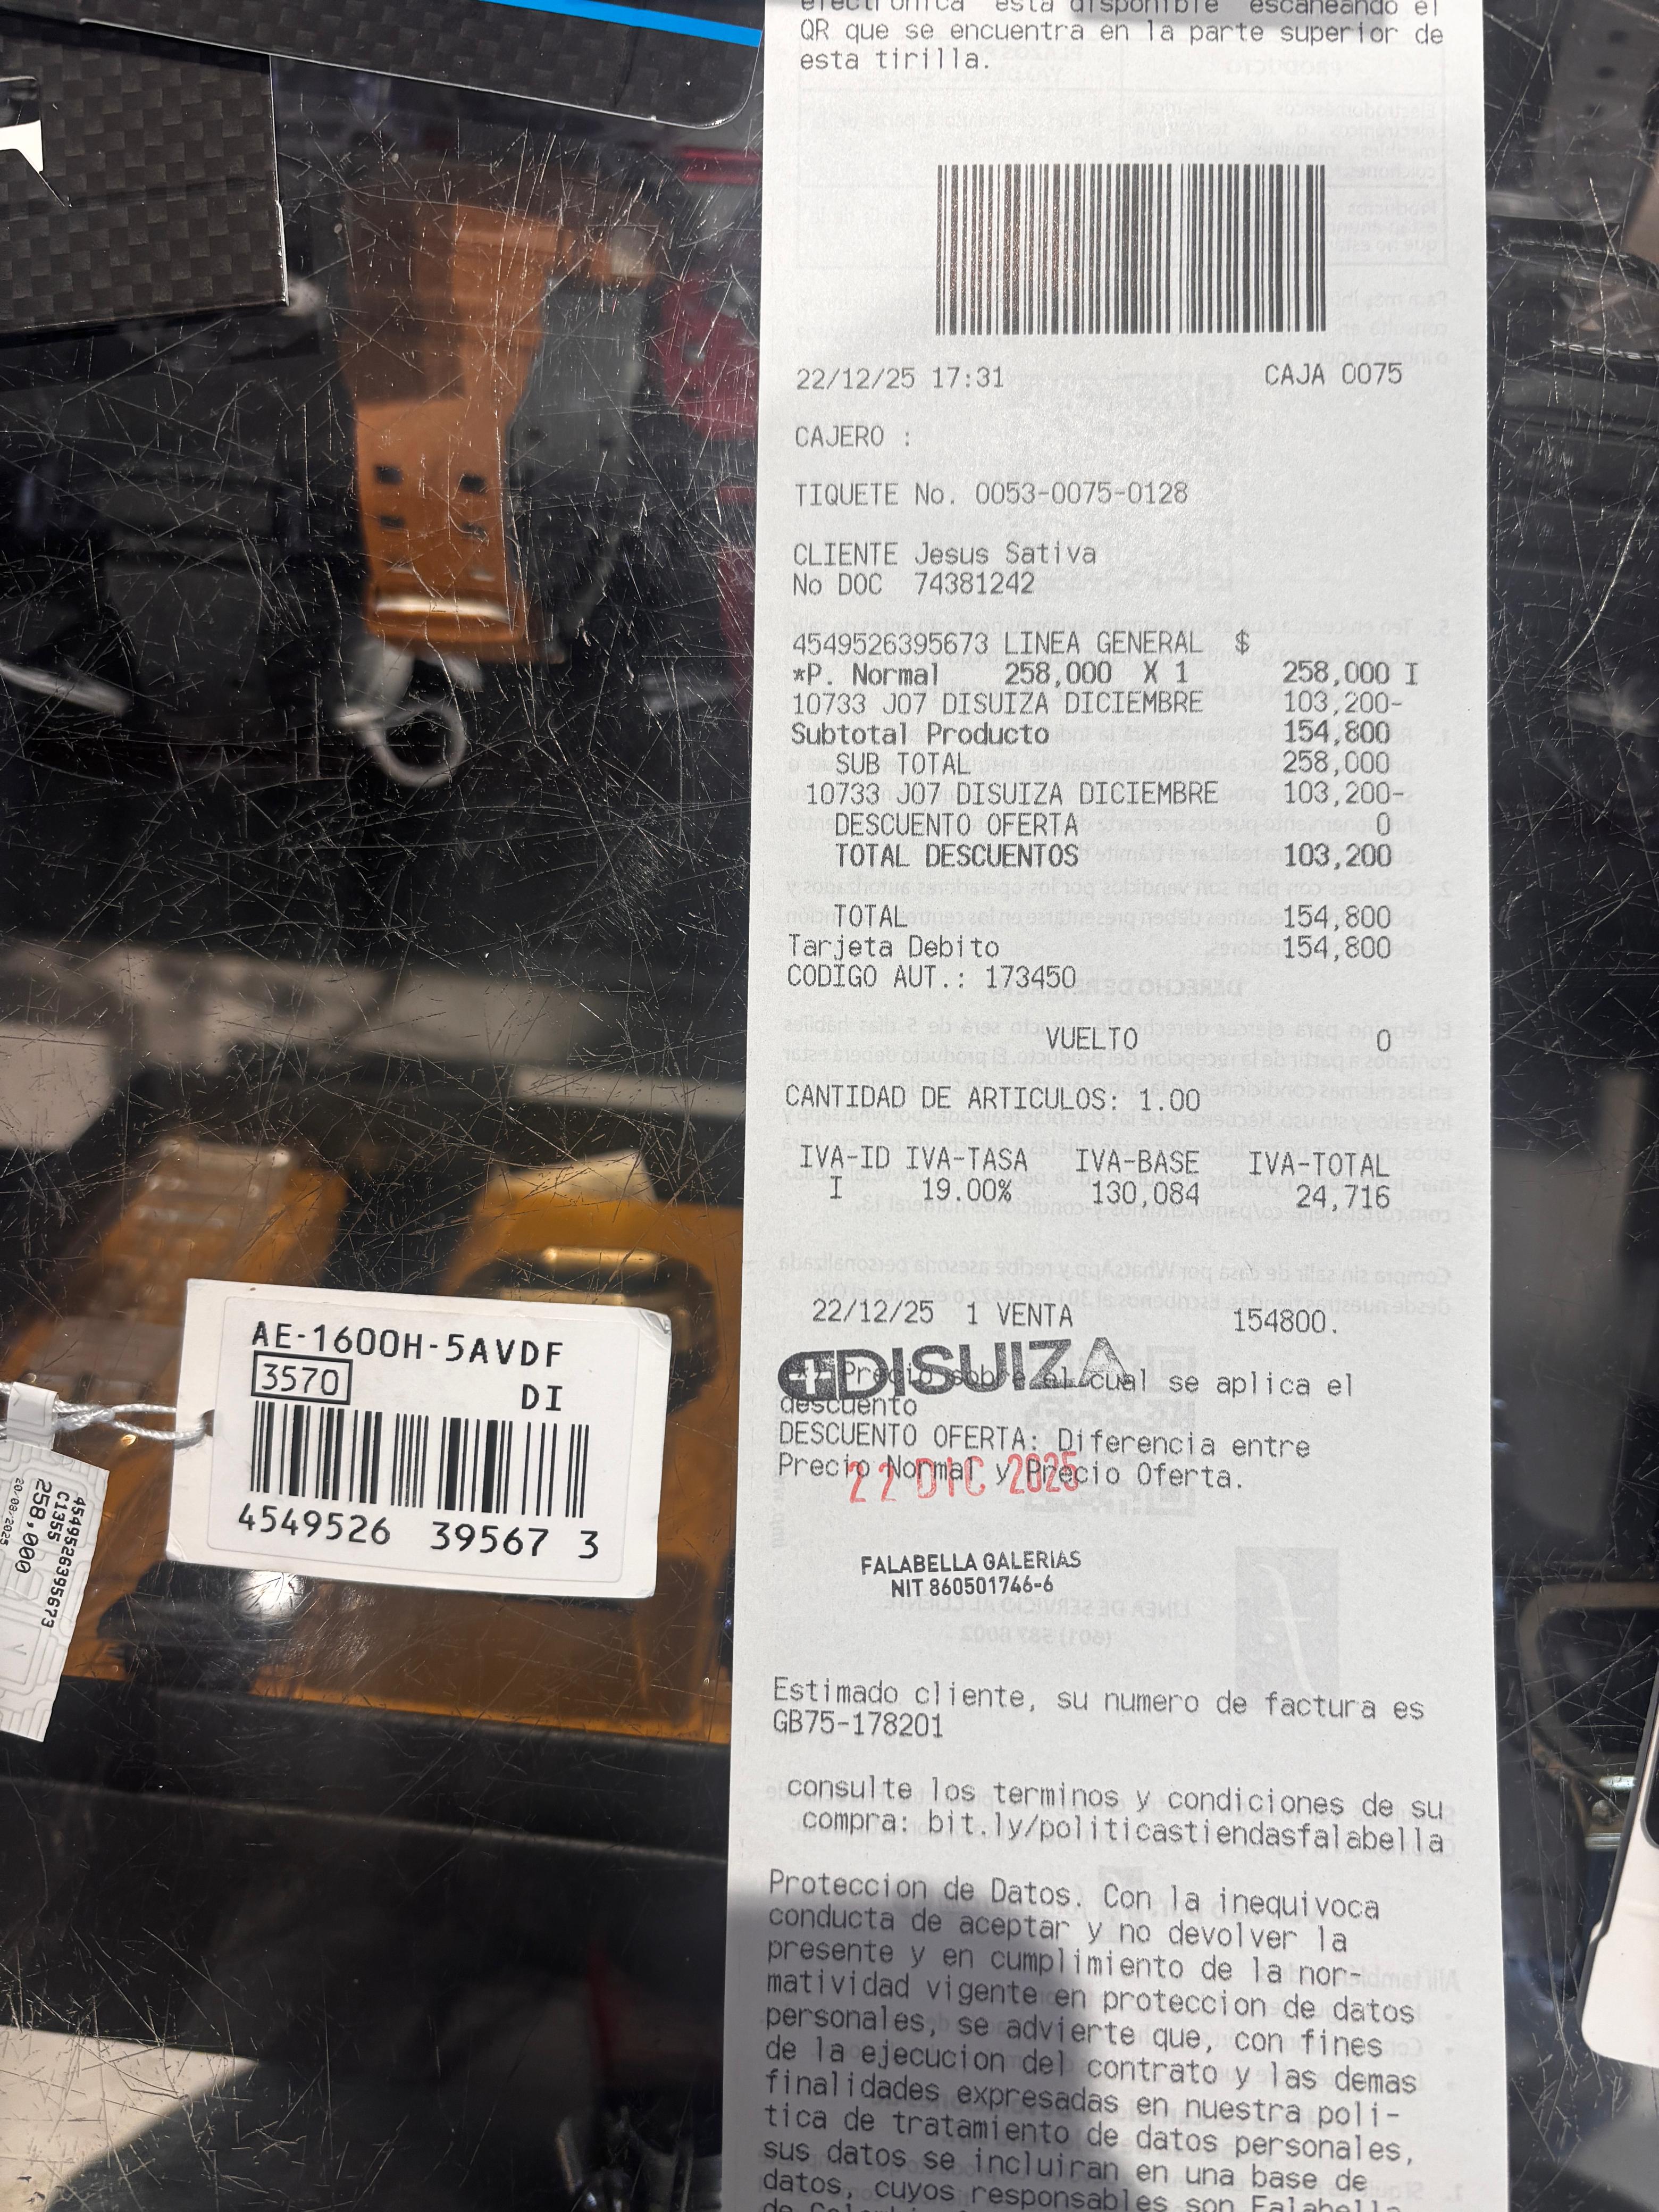 electronica esta disponible escaneando el
QR que se encuentra en la parte superior de
esta tirilla.
22/12/25 17:31 CAJA 0075
CAJERO :
TIQUETE No. 0053-0075-0128
CLIENTE Jesus Sativa
No DOC 74381242
4549526395673 LINEA GENERAL $
*P. Normal 258,000 X 1 258,000 I
10733 J07 DISUIZA DICIEMBRE 103,200-
Subtotal Producto 154,800
SUB TOTAL 258,000
10733 J07 DISUIZA DICIEMBRE 103,200-
DESCUENTO OFERTA 0
TOTAL DESCUENTOS 103,200
TOTAL 154,800
Tarjeta Debito 154,800
CODIGO AUT.: 173450
VUELTO 0
CANTIDAD DE ARTICULOS: 1.00
IVA-ID IVA-TASA IVA-BASE IVA-TOTAL
I 19.00% 130,084 24,716
22/12/25 1 VENTA 154800.
DISUIZA
Precio sobre el cual se aplica el
descuento
DESCUENTO OFERTA: Diferencia entre
Precio Normal y Precio Oferta.
22 DIC 2025
FALABELLA GALERIAS
NIT 860501746-6
Estimado cliente, su numero de factura es
GB75-178201
consulte los terminos y condiciones de su
compra: bit.ly/politicastiendasfalabella
Proteccion de Datos. Con la inequivoca
conducta de aceptar y no devolver la
presente y en cumplimiento de la nor-
matividad vigente en proteccion de datos
personales, se advierte que, con fines
de la ejecucion del contrato y las demas
finalidades expresadas en nuestra poli-
tica de tratamiento de datos personales,
sus datos se incluiran en una base de
datos, cuyos responsables son Falabella
AE-1600H-5AVDF
3570
DI
4549526 39567 3
4549526395673
C1355
258,000
20/08/2025